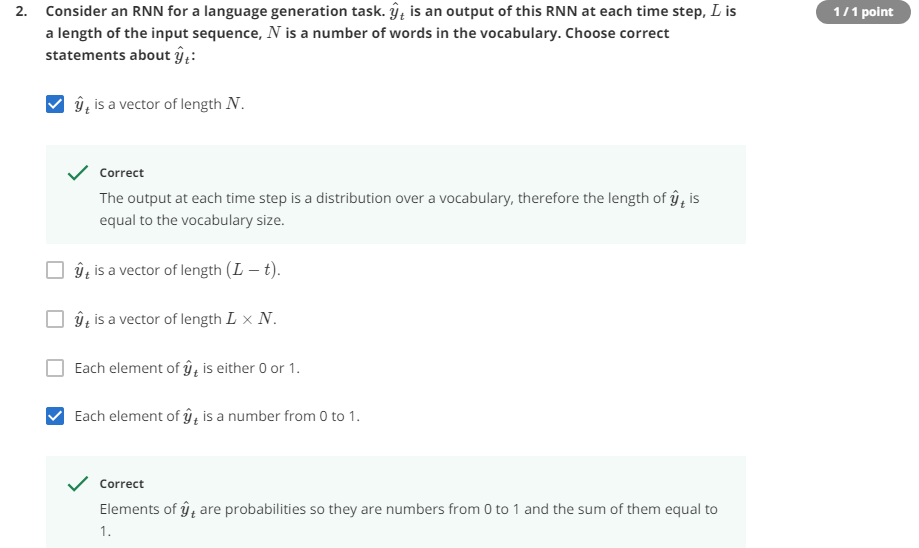 2. Consider an RNN for a language generation task. ŷₜ is an output of this RNN at each time step, L is
1 / 1 point
a length of the input sequence, N is a number of words in the vocabulary. Choose correct
statements about ŷₜ:
ŷₜ is a vector of length N.
Correct
The output at each time step is a distribution over a vocabulary, therefore the length of ŷₜ is
equal to the vocabulary size.
ŷₜ is a vector of length (L − t).
ŷₜ is a vector of length L × N.
Each element of ŷₜ is either 0 or 1.
Each element of ŷₜ is a number from 0 to 1.
Correct
Elements of ŷₜ are probabilities so they are numbers from 0 to 1 and the sum of them equal to
1.